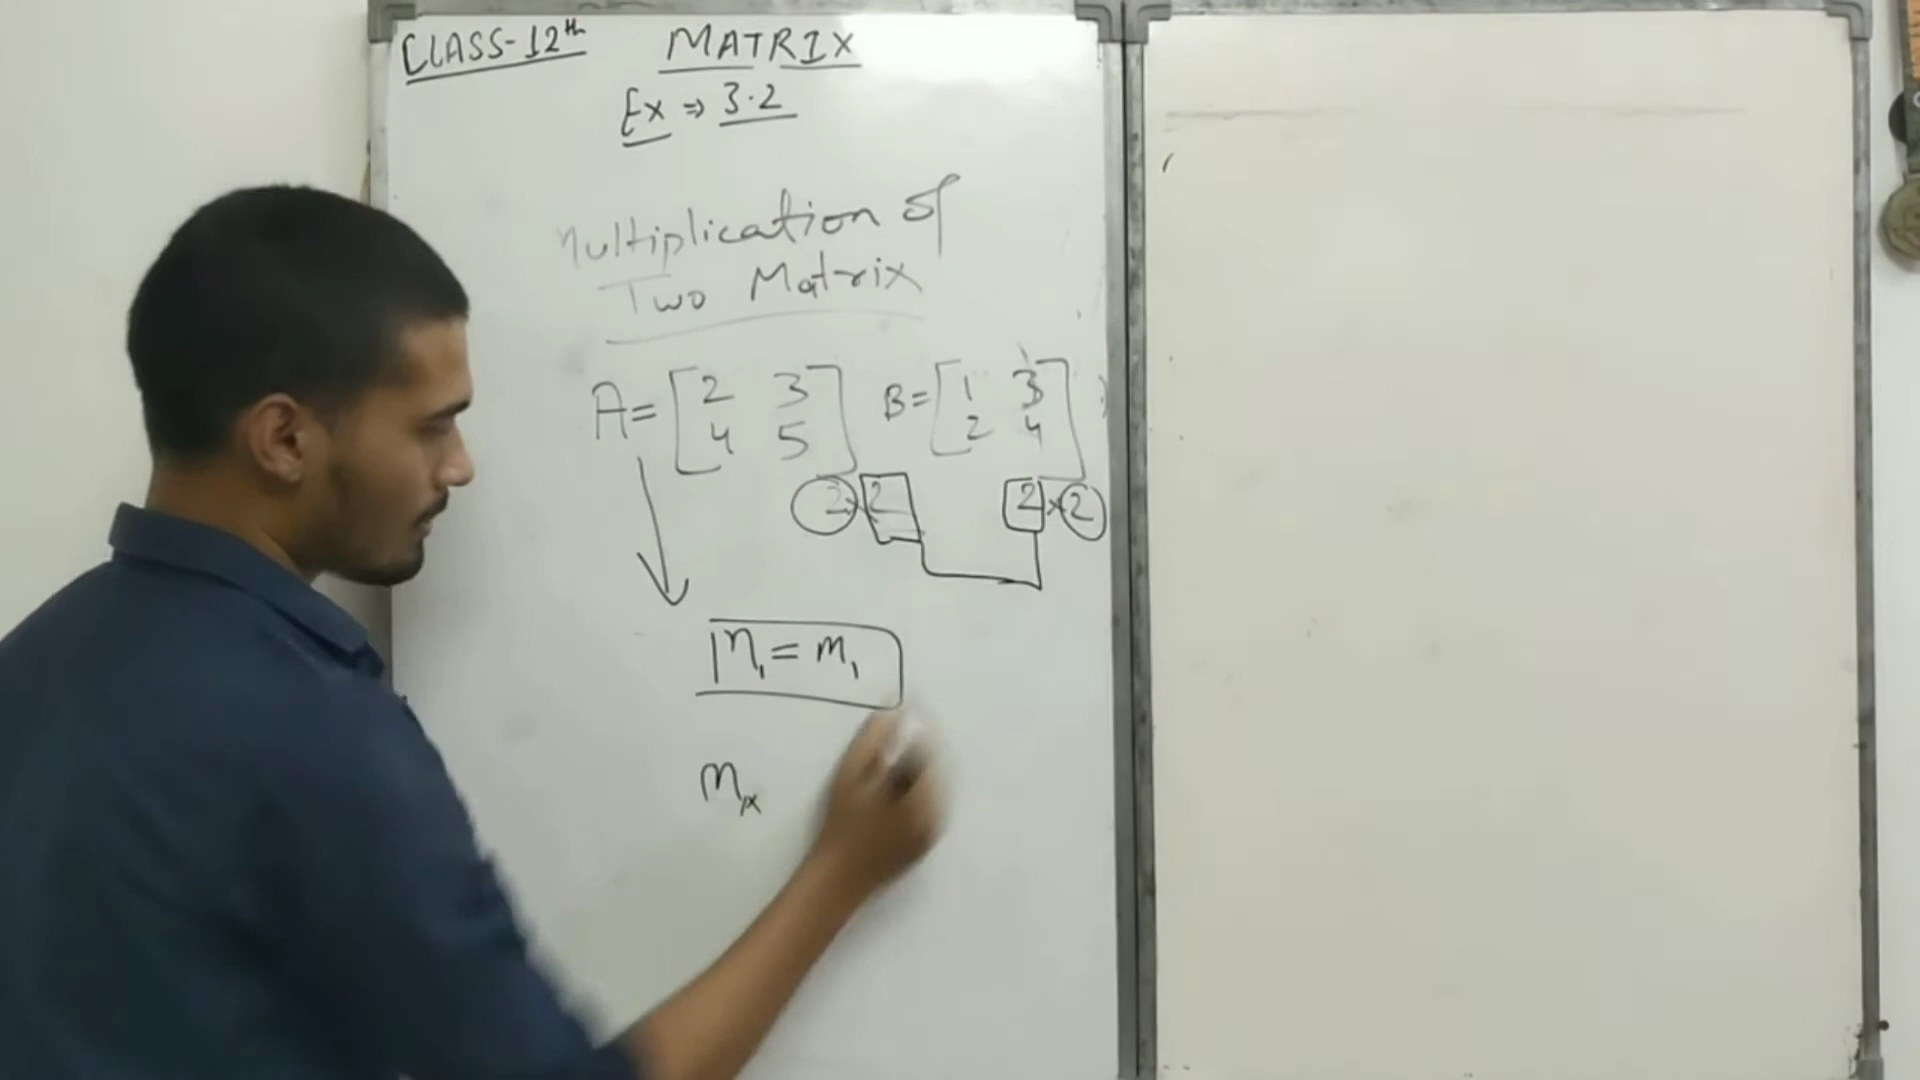 CLASS-12th
MATRIX
Ex ⇒ 3.2
Multiplication of
Two Matrix
A = [2 3
4 5] 2×2
B = [1 3
2 4] 2×2
n₁ = m₁
m ×